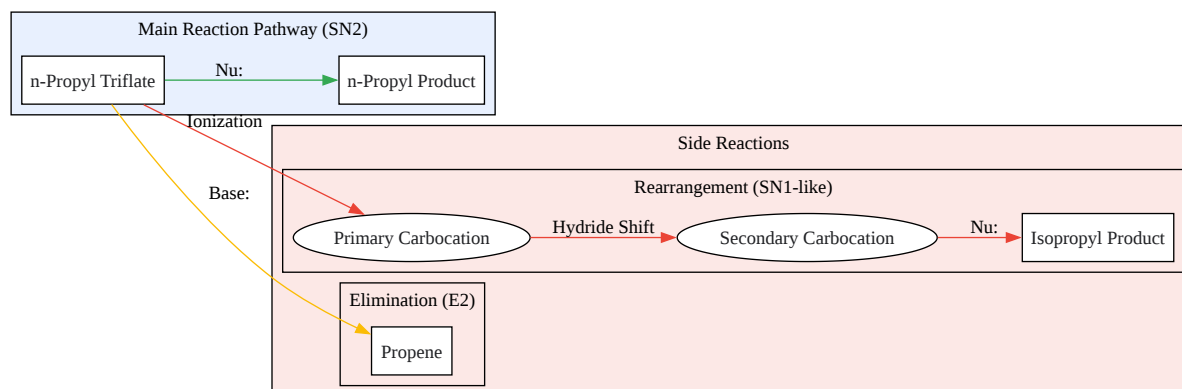 Main Reaction Pathway (SN2)
n-Propyl Triflate
Nu:
n-Propyl Product
Ionization
Side Reactions
Rearrangement (SN1-like)
Base:
Primary Carbocation
Hydride Shift
Secondary Carbocation
Nu:
Isopropyl Product
Elimination (E2)
Propene